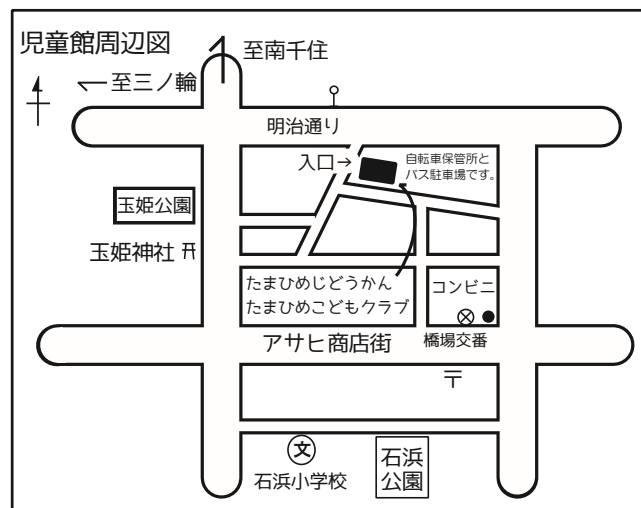 児童館周辺図
至南千住
至三ノ輪
明治通り
入口→
自転車保管所と
バス駐車場です。
玉姫公園
玉姫神社
たまひめじどうかん
たまひめこどもクラブ
コンビニ
アサヒ商店街
橋場交番
〒
文
石浜小学校
石浜
公園